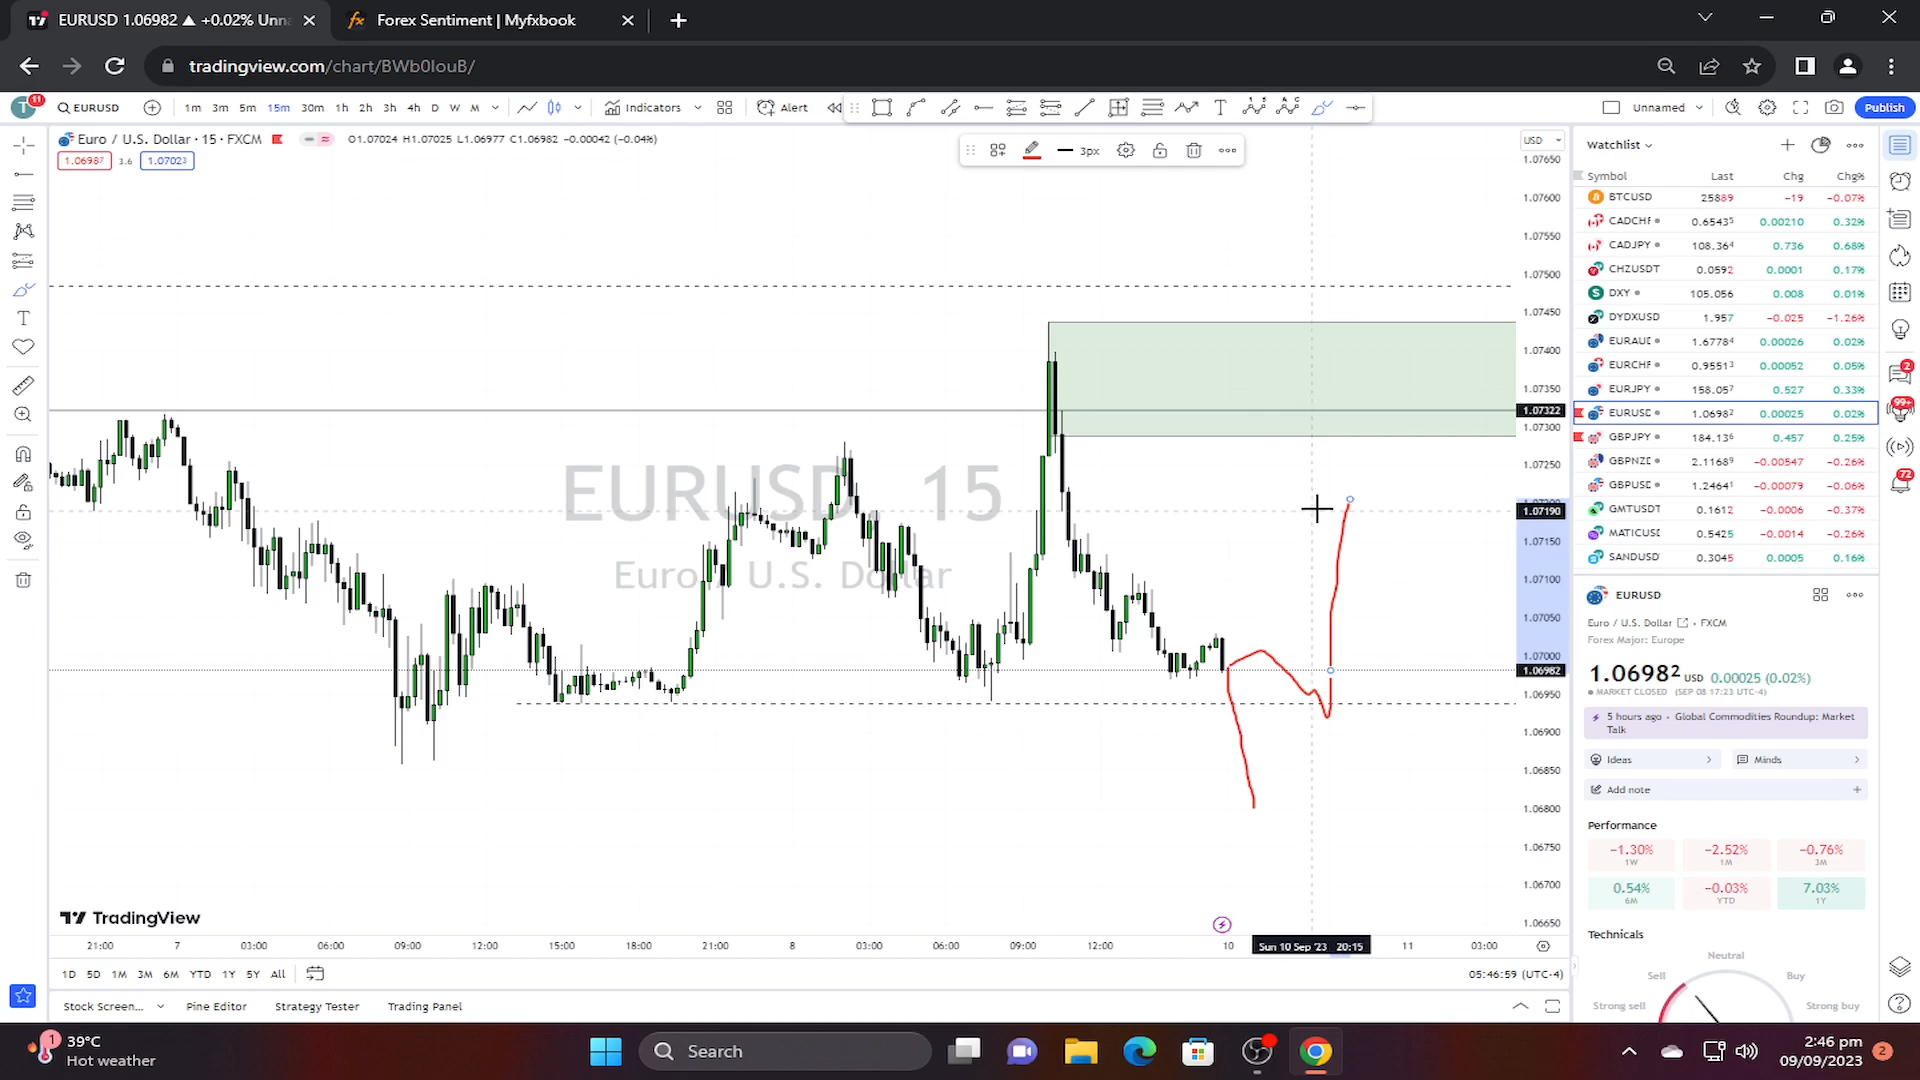 EURUSD 1.06982 ▲ +0.02% Unna
Forex Sentiment | Myfxbook
tradingview.com/chart/BWb0IouB/
T 11 EURUSD 1m 3m 5m 15m 30m 1h 2h 3h 4h D W M Indicators Alert Unnamed Publish
Euro / U.S. Dollar · 15 · FXCM O1.07024 H1.07025 L1.06977 C1.06982 −0.00042 (−0.04%)
1.06987 3.6 1.07023
3px
USD
1.07650
1.07600
1.07550
1.07500
1.07450
1.07400
1.07350
1.07322
1.07300
1.07250
1.07190
1.07150
1.07100
1.07050
1.07000
1.06982
1.06950
1.06900
1.06850
1.06800
1.06750
1.06700
1.06650
EURUSD, 15
Euro / U.S. Dollar
TradingView
21:00 7 03:00 06:00 09:00 12:00 15:00 18:00 21:00 8 03:00 06:00 09:00 12:00 10 Sun 10 Sep '23 20:15 11 03:00
1D 5D 1M 3M 6M YTD 1Y 5Y All 05:46:59 (UTC-4)
Stock Screen... Pine Editor Strategy Tester Trading Panel
Watchlist
Symbol Last Chg Chg%
BTCUSD 25889 −19 −0.07%
CADCHF 0.65435 0.00210 0.32%
CADJPY 108.364 0.736 0.68%
CHZUSDT 0.0592 0.0001 0.17%
DXY 105.056 0.008 0.01%
DYDXUSD 1.957 −0.025 −1.26%
EURAUD 1.67784 0.00026 0.02%
EURCHF 0.95513 0.00052 0.05%
EURJPY 158.057 0.527 0.33%
EURUSD 1.06982 0.00025 0.02%
GBPJPY 184.136 0.457 0.25%
GBPNZD 2.11689 −0.00547 −0.26%
GBPUSD 1.24641 −0.00079 −0.06%
GMTUSDT 0.1612 −0.0006 −0.37%
MATICUSD 0.5425 −0.0014 −0.26%
SANDUSD 0.3045 0.0005 0.16%
EURUSD
Euro / U.S. Dollar · FXCM
Forex Major: Europe
1.06982 USD 0.00025 (0.02%)
MARKET CLOSED (SEP 08 17:23 UTC-4)
5 hours ago · Global Commodities Roundup: Market
Talk
Ideas Minds
Add note
Performance
−1.30% −2.52% −0.76%
1W 1M 3M
0.54% −0.03% 7.03%
6M YTD 1Y
Technicals
Neutral
Sell Buy
Strong sell Strong buy
2
99+
72
1
39°C
Hot weather
Search
2:46 pm
09/09/2023
2